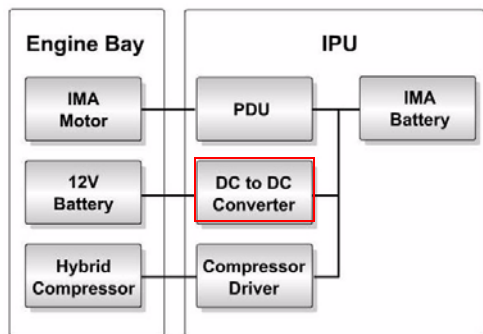 Engine Bay
IPU
IMA
Motor
PDU
IMA
Battery
12V
Battery
DC to DC
Converter
Hybrid
Compressor
Compressor
Driver